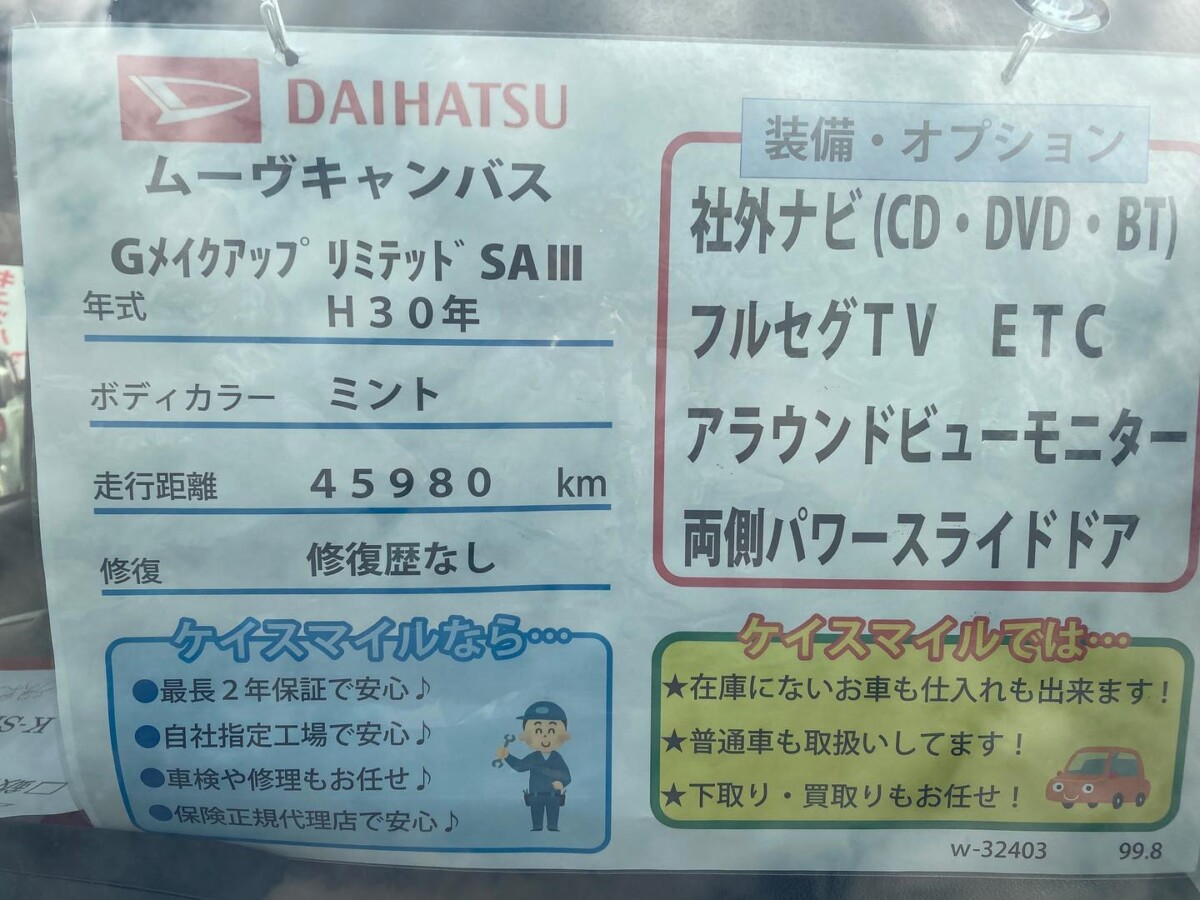 DAIHATSU
ムーヴキャンバス
Gﾒｲｸｱｯﾌﾟ ﾘﾐﾃｯﾄﾞ SAⅢ
年式 H３０年
ボディカラー ミント
走行距離 ４５９８０ km
修復 修復歴なし
ケイスマイルなら…
●最長２年保証で安心♪
●自社指定工場で安心♪
●車検や修理もお任せ♪
●保険正規代理店で安心♪
装備・オプション
社外ナビ(CD・DVD・BT)
フルセグＴＶ ＥＴＣ
アラウンドビューモニター
両側パワースライドドア
ケイスマイルでは…
★在庫にないお車も仕入れも出来ます！
★普通車も取扱いしてます！
★下取り・買取りもお任せ！
w-32403 99.8